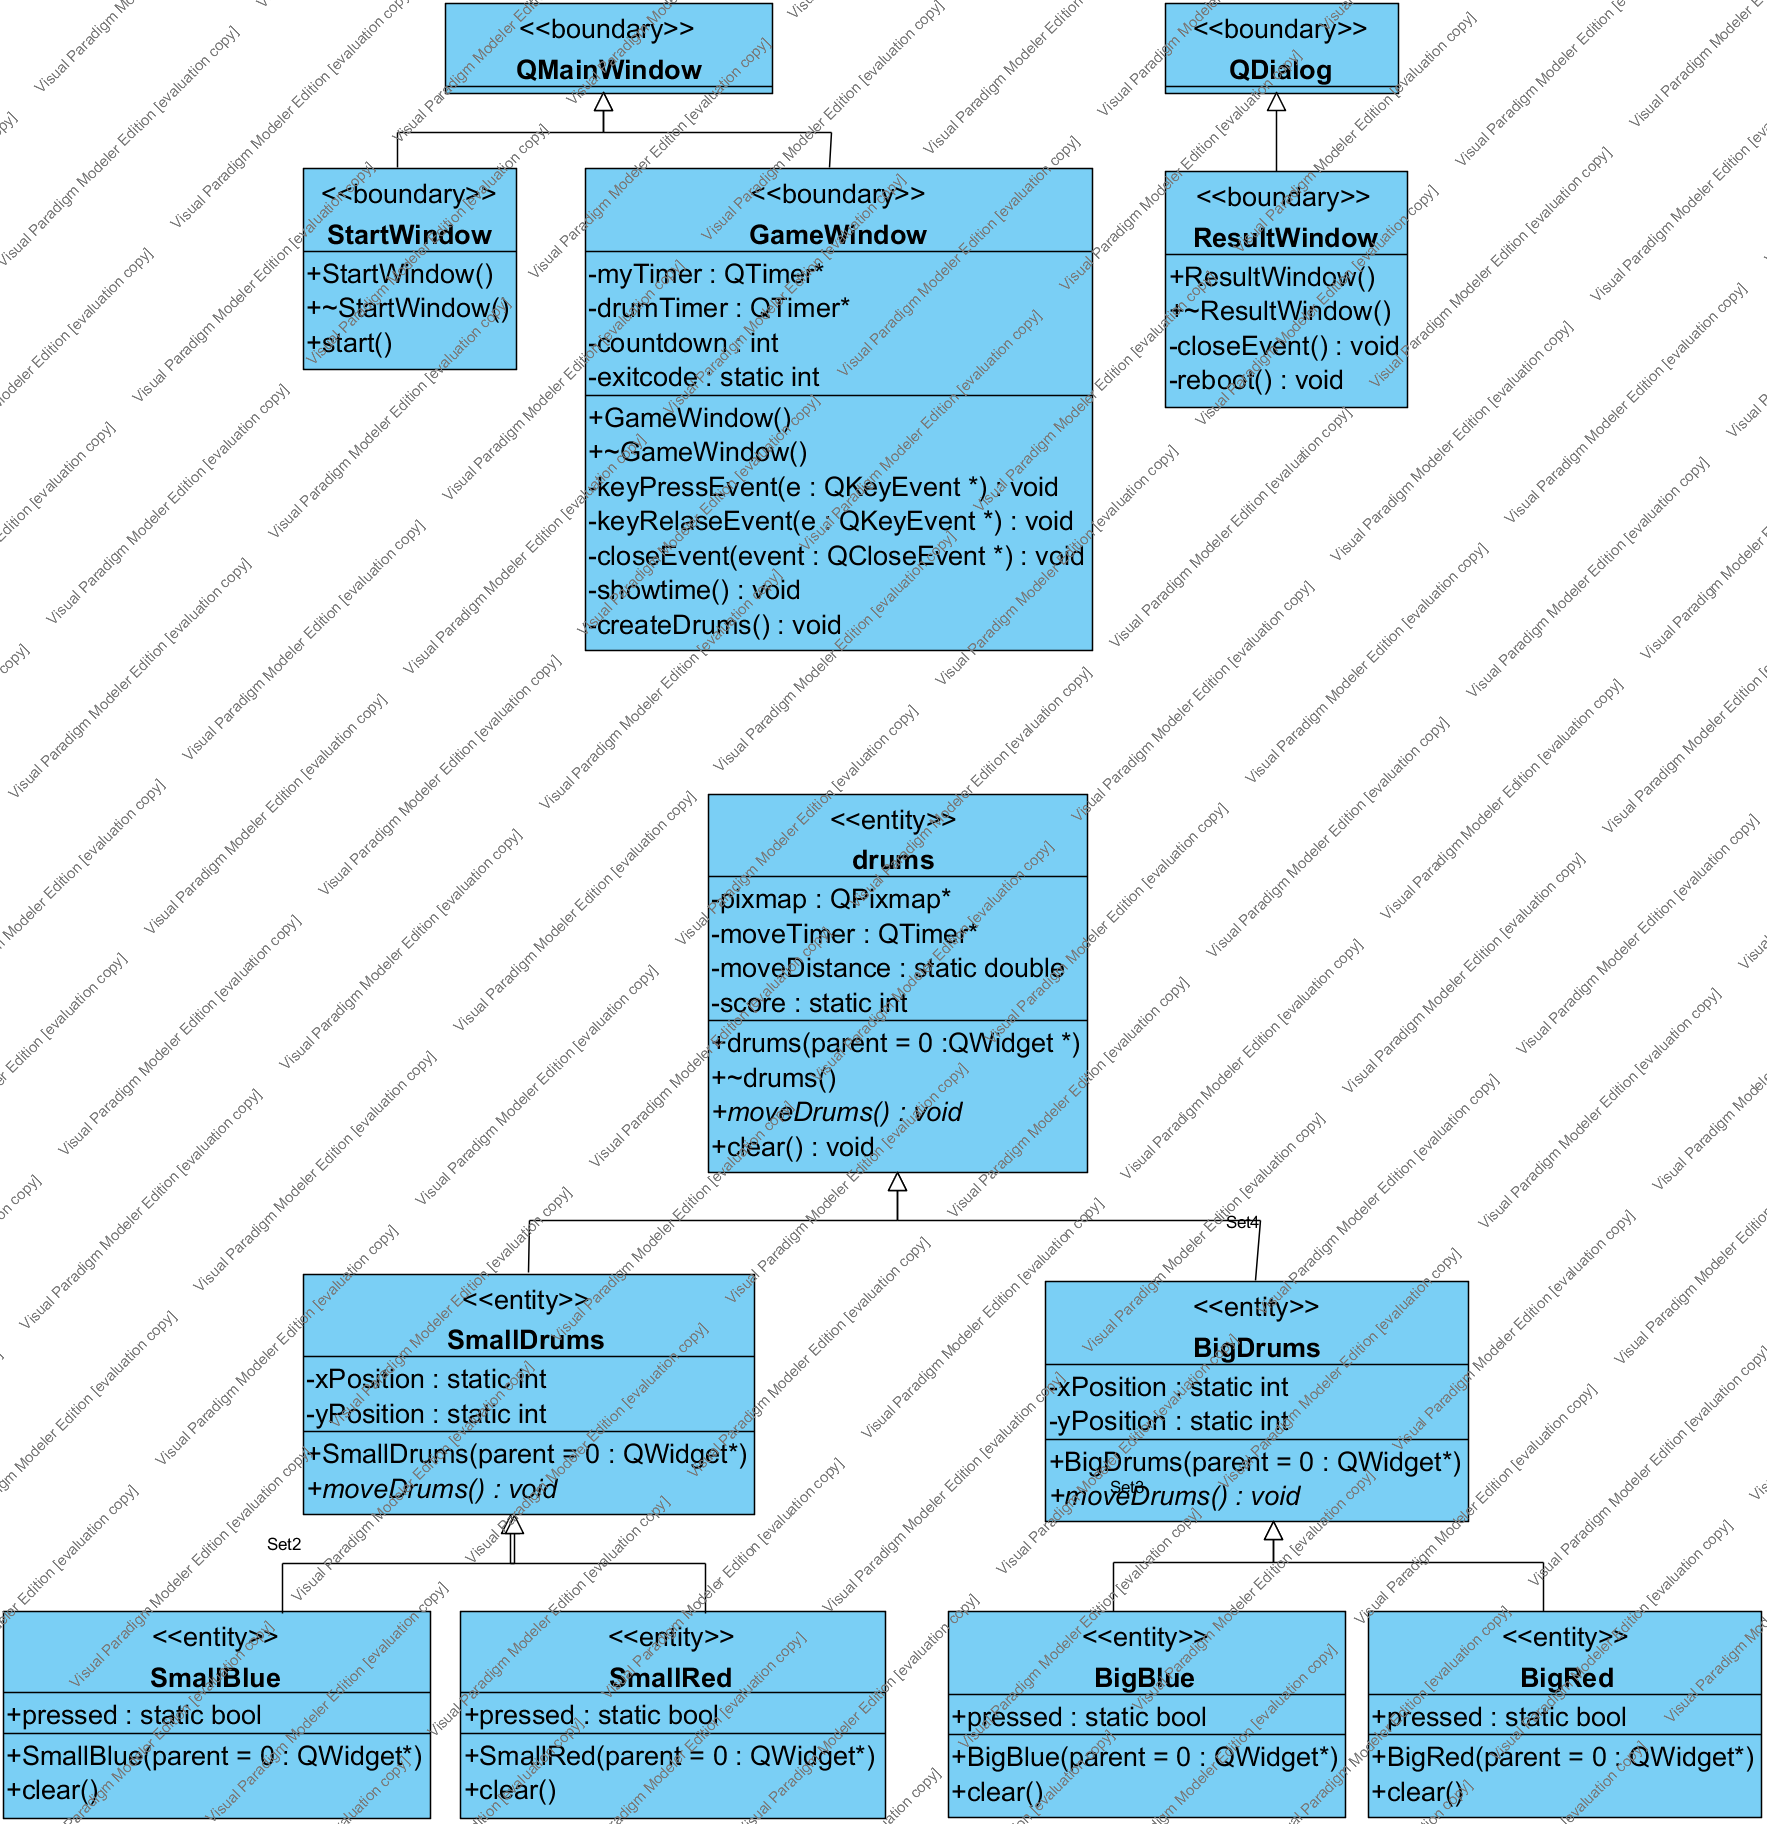 <<boundary>>
QMainWindow
<<boundary>>
QDialog
<<boundary>>
StartWindow
+StartWindow()
+~StartWindow()
+start()
<<boundary>>
GameWindow
-myTimer : QTimer*
-drumTimer : QTimer*
-countdown : int
-exitcode : static int
+GameWindow()
+~GameWindow()
-keyPressEvent(e : QKeyEvent *) : void
-keyRelaseEvent(e : QKeyEvent *) : void
-closeEvent(event : QCloseEvent *) : void
-showtime() : void
-createDrums() : void
<<boundary>>
ResultWindow
+ResultWindow()
+~ResultWindow()
-closeEvent() : void
-reboot() : void
<<entity>>
drums
-pixmap : QPixmap*
-moveTimer : QTimer*
-moveDistance : static double
-score : static int
+drums(parent = 0 :QWidget *)
+~drums()
+moveDrums() : void
+clear() : void
Set4
<<entity>>
SmallDrums
-xPosition : static int
-yPosition : static int
+SmallDrums(parent = 0 : QWidget*)
+moveDrums() : void
<<entity>>
BigDrums
-xPosition : static int
-yPosition : static int
+BigDrums(parent = 0 : QWidget*)
+moveDrums() : void
Set3
Set2
<<entity>>
SmallBlue
+pressed : static bool
+SmallBlue(parent = 0 : QWidget*)
+clear()
<<entity>>
SmallRed
+pressed : static bool
+SmallRed(parent = 0 : QWidget*)
+clear()
<<entity>>
BigBlue
+pressed : static bool
+BigBlue(parent = 0 : QWidget*)
+clear()
<<entity>>
BigRed
+pressed : static bool
+BigRed(parent = 0 : QWidget*)
+clear()
Visual Paradigm Modeler Edition [evaluation copy]